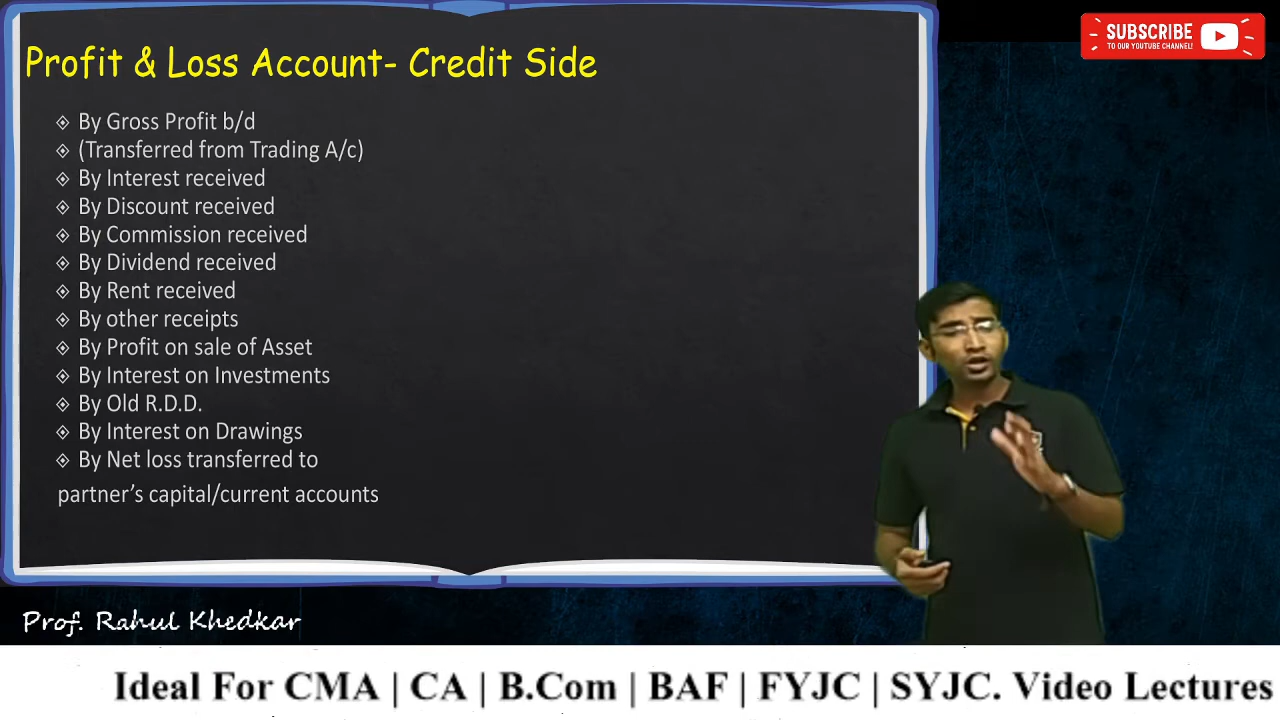 SUBSCRIBE
TO OUR YOUTUBE CHANNEL!
Profit & Loss Account- Credit Side
By Gross Profit b/d
(Transferred from Trading A/c)
By Interest received
By Discount received
By Commission received
By Dividend received
By Rent received
By other receipts
By Profit on sale of Asset
By Interest on Investments
By Old R.D.D.
By Interest on Drawings
By Net loss transferred to
partner’s capital/current accounts
Prof. Rahul Khedkar
Ideal For CMA | CA | B.Com | BAF | FYJC | SYJC. Video Lectures